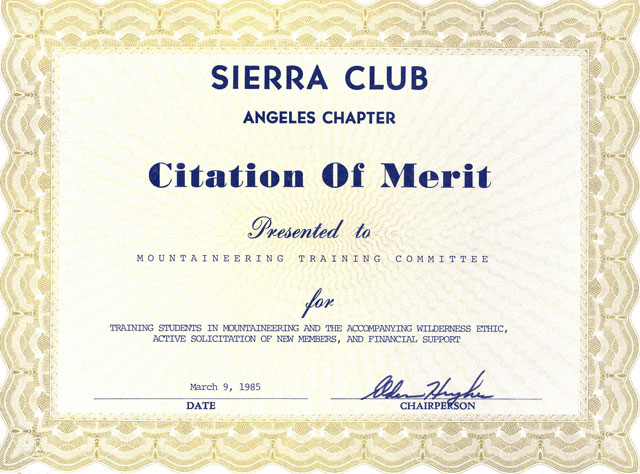 SIERRA CLUB
ANGELES CHAPTER
Citation Of Merit
Presented to
MOUNTAINEERING TRAINING COMMITTEE
for
TRAINING STUDENTS IN MOUNTAINEERING AND THE ACCOMPANYING WILDERNESS ETHIC,
ACTIVE SOLICITATION OF NEW MEMBERS, AND FINANCIAL SUPPORT
March 9, 1985
DATE
CHAIRPERSON